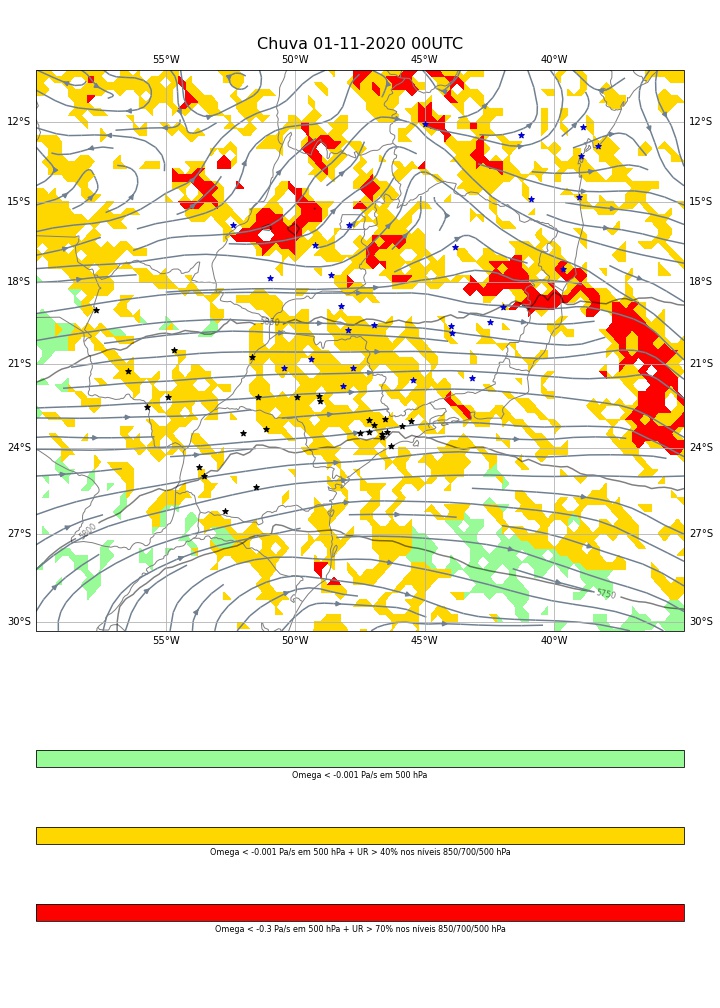 Chuva 01-11-2020 00UTC
55°W 50°W 45°W 40°W
12°S 12°S
15°S 15°S
18°S 18°S
21°S 21°S
24°S 24°S
27°S 27°S
30°S 30°S
5850
5800
5750
55°W 50°W 45°W 40°W
Omega < -0.001 Pa/s em 500 hPa
Omega < -0.001 Pa/s em 500 hPa + UR > 40% nos níveis 850/700/500 hPa
Omega < -0.3 Pa/s em 500 hPa + UR > 70% nos níveis 850/700/500 hPa